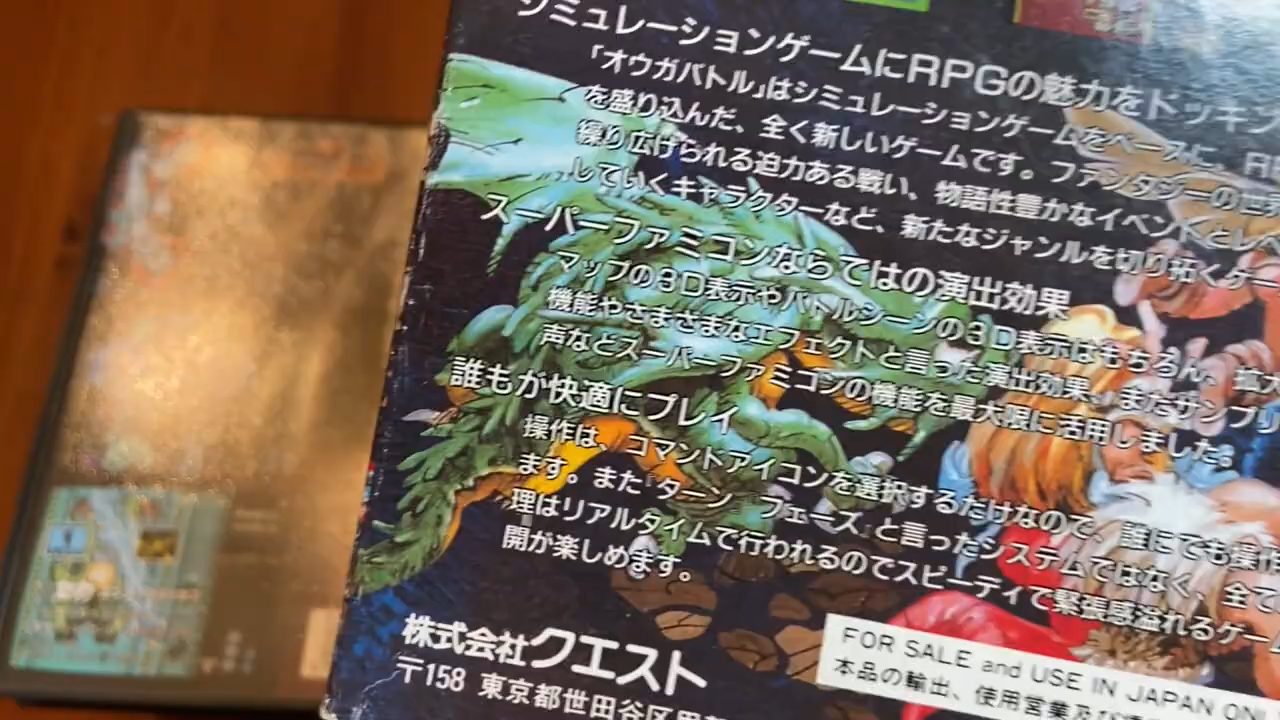 シミュレーションゲームにRPGの魅力をドッキン
「オウガバトル」はシミュレーションゲームをベースに、R
を盛り込んだ、全く新しいゲームです。ファンタジーの世界
繰り広げられる迫力ある戦い、物語性豊かなイベントとレベ
していくキャラクターなど、新たなジャンルを切り拓くゲー
スーパーファミコンならではの演出効果
マップの3D表示やバトルシーンの3D表示はもちろん、拡大
機能やさまざまなエフェクトと言った演出効果、またサンプリ
声などスーパーファミコンの機能を最大限に活用しました。
誰もが快適にプレイ
操作は、コマンドアイコンを選択するだけなので、誰にでも操作
ます。また『ターン フェーズ』と言ったシステムではなく、全て
理はリアルタイムで行われるのでスピーディで緊張感溢れるゲーム
開が楽しめます。
株式会社クエスト
〒158 東京都世田谷区
FOR SALE and USE IN JAPAN ONL
本品の輸出、使用営業及び